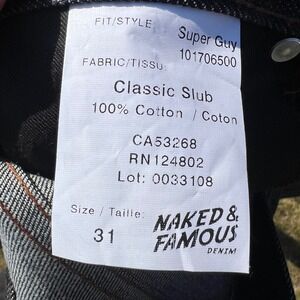 FIT/STYLE: Super Guy
101706500
FABRIC/TISSU:
Classic Slub
100% Cotton / Coton
CA53268
RN124802
Lot: 0033108
Size / Taille:
31
NAKED &
FAMOUS
DENIM